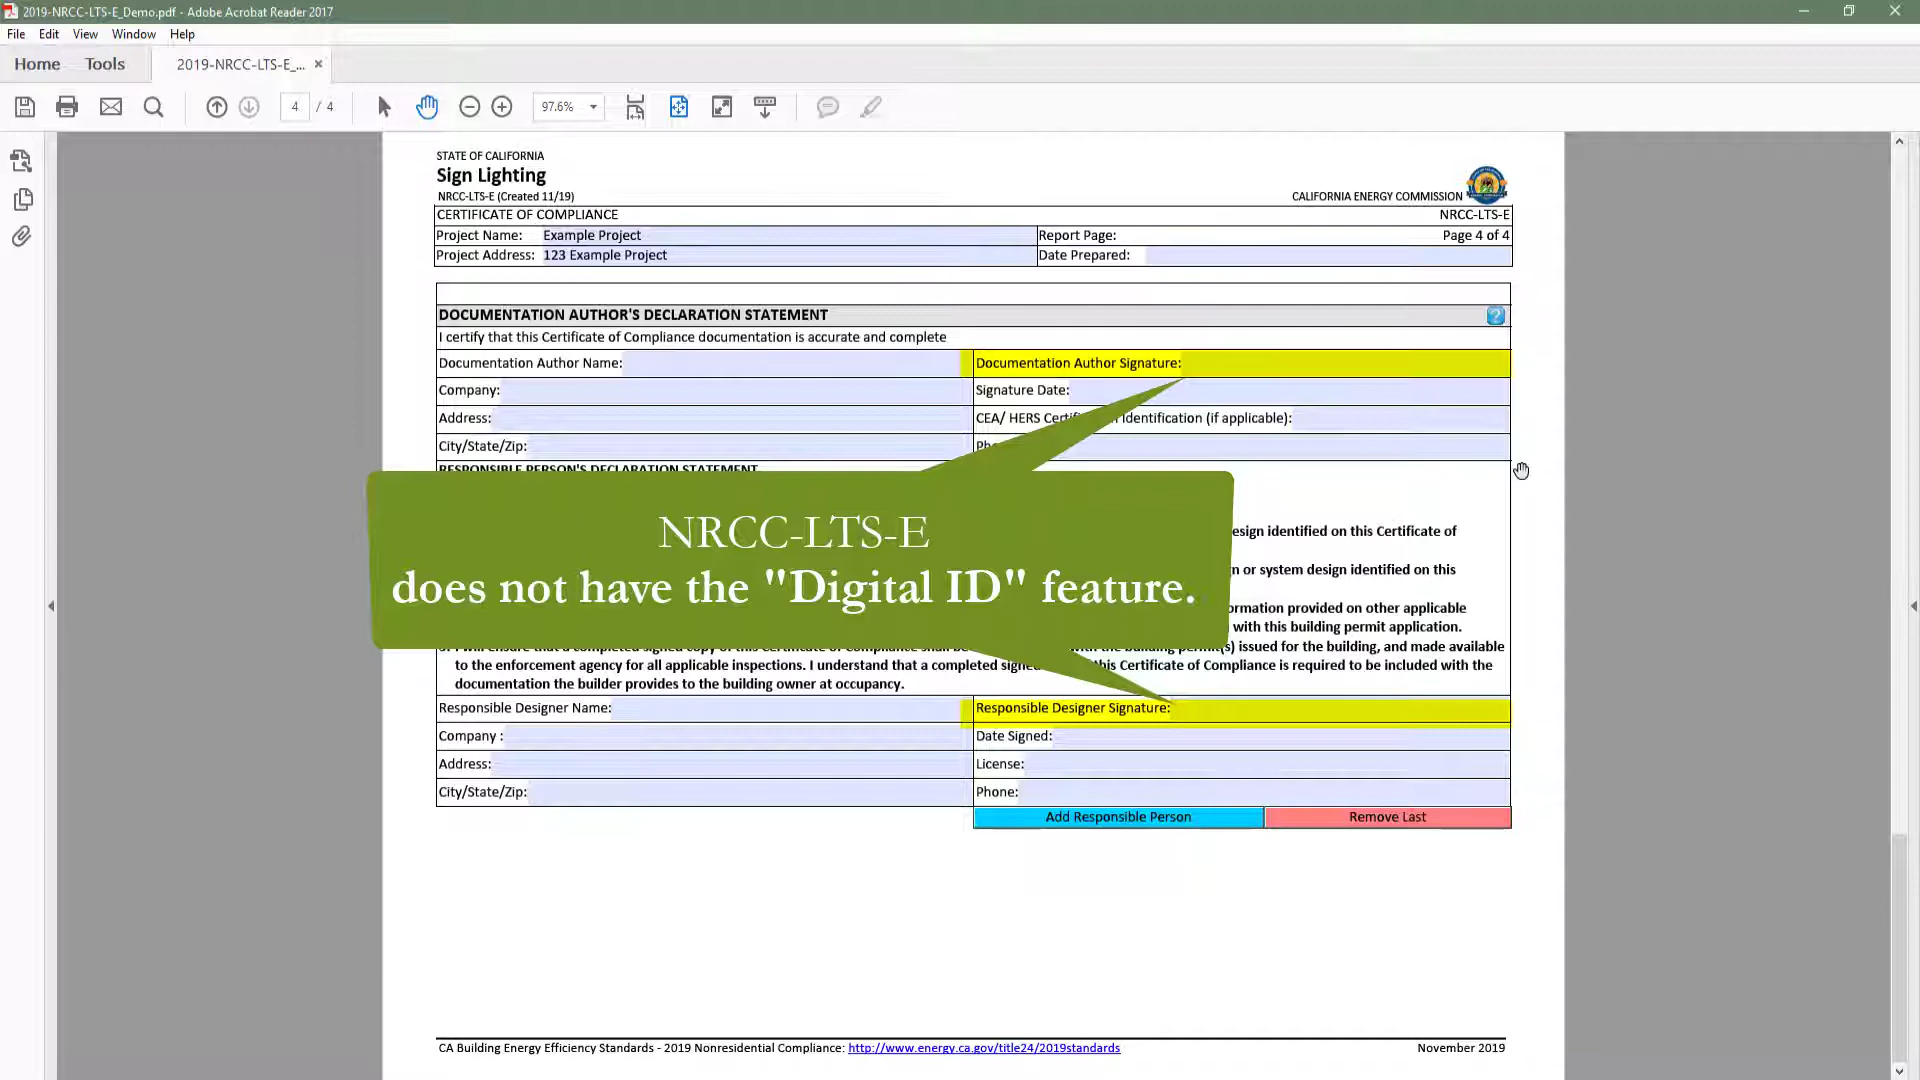 2019-NRCC-LTS-E_Demo.pdf - Adobe Acrobat Reader 2017
File Edit View Window Help
Home Tools 2019-NRCC-LTS-E_... ×
4 / 4 97.6%
STATE OF CALIFORNIA
Sign Lighting
NRCC-LTS-E (Created 11/19) CALIFORNIA ENERGY COMMISSION
CERTIFICATE OF COMPLIANCE NRCC-LTS-E
Project Name: Example Project Report Page: Page 4 of 4
Project Address: 123 Example Project Date Prepared:
DOCUMENTATION AUTHOR'S DECLARATION STATEMENT ?
I certify that this Certificate of Compliance documentation is accurate and complete
Documentation Author Name: Documentation Author Signature:
Company: Signature Date:
Address: CEA/ HERS Certif Identification (if applicable):
City/State/Zip: Ph
RESPONSIBLE PERSON'S DECLARATION STATEMENT
NRCC-LTS-E
does not have the "Digital ID" feature.
esign identified on this Certificate of
n or system design identified on this
ormation provided on other applicable
with this building permit application.
issued for the building, and made available
to the enforcement agency for all applicable inspections. I understand that a completed signe this Certificate of Compliance is required to be included with the
documentation the builder provides to the building owner at occupancy.
Responsible Designer Name: Responsible Designer Signature:
Company : Date Signed:
Address: License:
City/State/Zip: Phone:
Add Responsible Person Remove Last
CA Building Energy Efficiency Standards - 2019 Nonresidential Compliance: http://www.energy.ca.gov/title24/2019standards November 2019